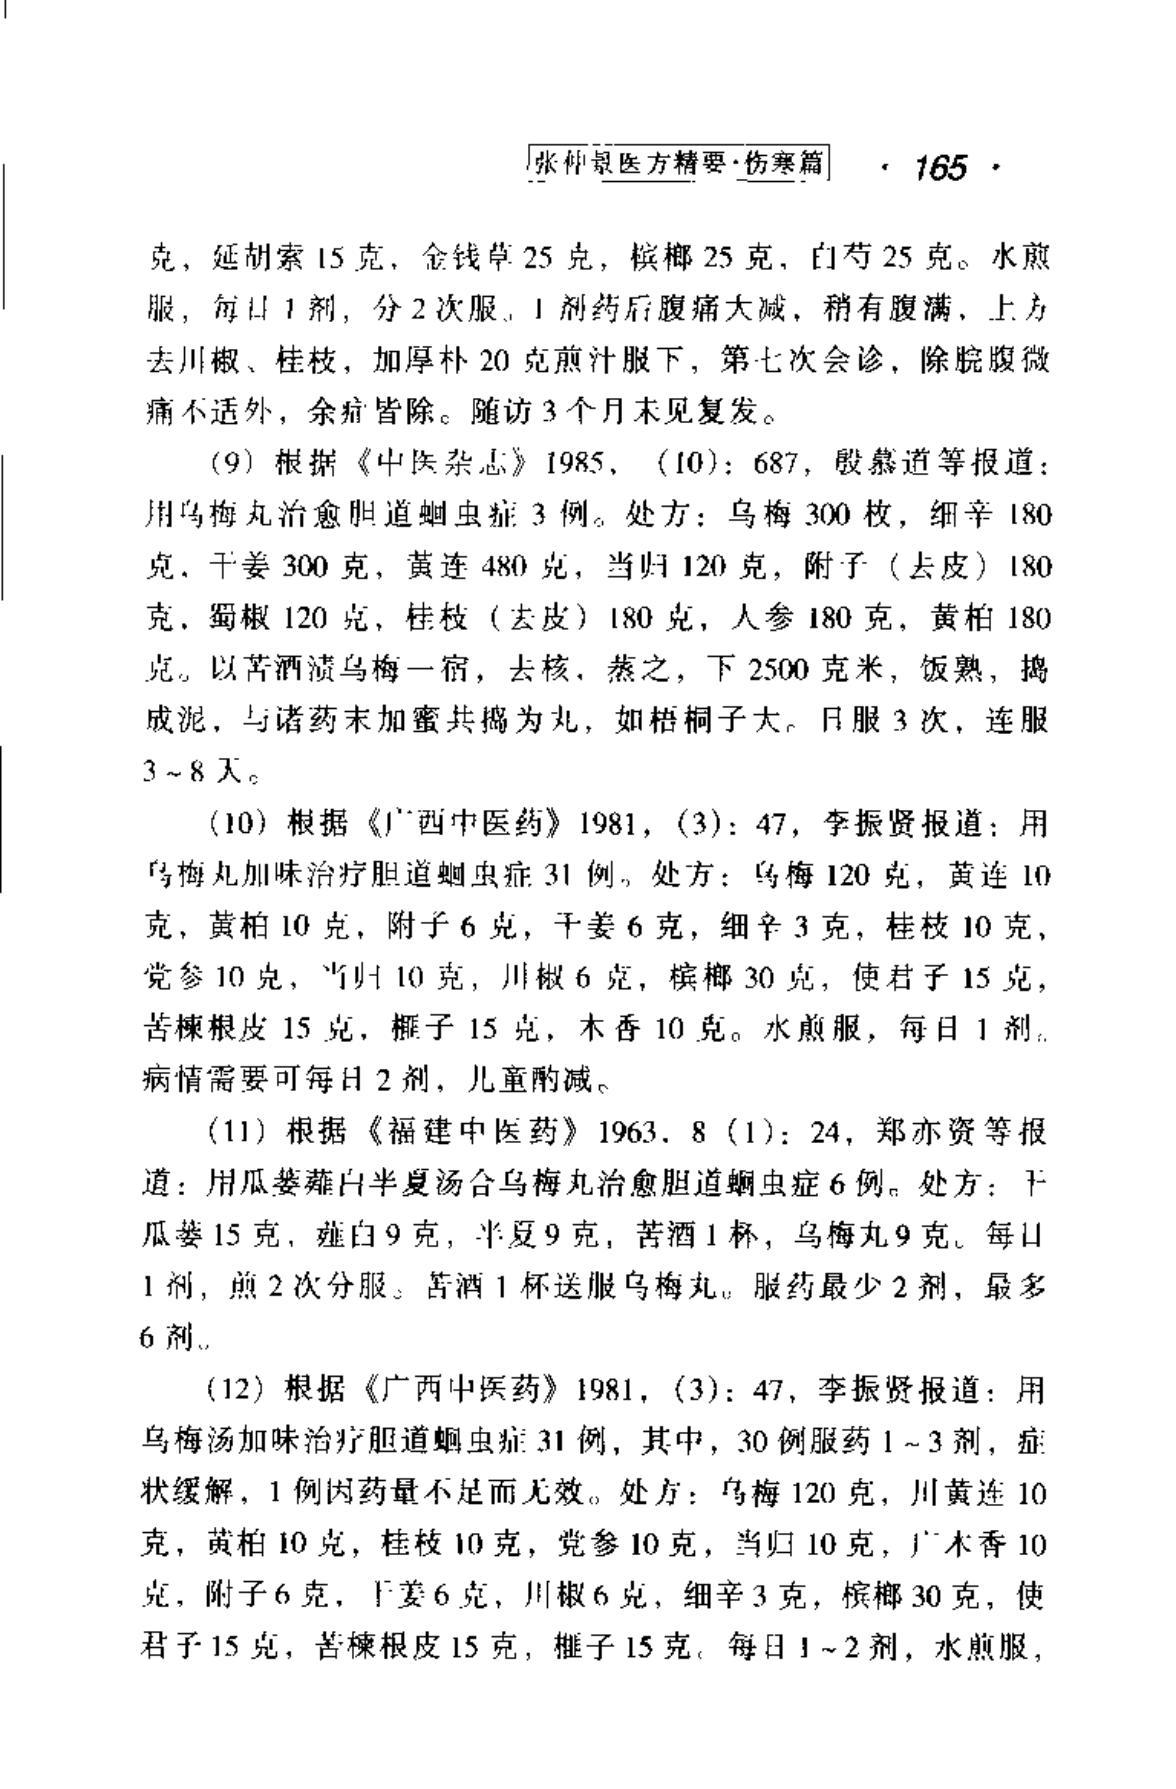 张仲景医方精要·伤寒篇 · 165 ·
克，延胡索 15 克，金钱草 25 克，槟榔 25 克，白芍 25 克。水煎
服，每日 1 剂，分 2 次服。1 剂药后腹痛大减，稍有腹满，上方
去川椒、桂枝，加厚朴 20 克煎汁服下，第七次会诊，除脘腹微
痛不适外，余症皆除。随访 3 个月未见复发。
(9) 根据《中医杂志》1985，(10)：687，殷慕道等报道：
用乌梅丸治愈胆道蛔虫症 3 例。处方：乌梅 300 枚，细辛 180
克，干姜 300 克，黄连 480 克，当归 120 克，附子（去皮）180
克，蜀椒 120 克，桂枝（去皮）180 克，人参 180 克，黄柏 180
克。以苦酒渍乌梅一宿，去核，蒸之，下 2500 克米，饭熟，捣
成泥，与诸药末加蜜共捣为丸，如梧桐子大。日服 3 次，连服
3～8 天。
(10) 根据《广西中医药》1981，(3)：47，李振贤报道：用
乌梅丸加味治疗胆道蛔虫症 31 例。处方：乌梅 120 克，黄连 10
克，黄柏 10 克，附子 6 克，干姜 6 克，细辛 3 克，桂枝 10 克，
党参 10 克，当归 10 克，川椒 6 克，槟榔 30 克，使君子 15 克，
苦楝根皮 15 克，榧子 15 克，木香 10 克。水煎服，每日 1 剂。
病情需要可每日 2 剂，儿童酌减。
(11) 根据《福建中医药》1963，8（1)：24，郑亦资等报
道：用瓜蒌薤白半夏汤合乌梅丸治愈胆道蛔虫症 6 例。处方：干
瓜蒌 15 克，薤白 9 克，半夏 9 克，苦酒 1 杯，乌梅丸 9 克。每日
1 剂，煎 2 次分服。苦酒 1 杯送服乌梅丸。服药最少 2 剂，最多
6 剂。
(12) 根据《广西中医药》1981，(3)：47，李振贤报道：用
乌梅汤加味治疗胆道蛔虫症 31 例，其中，30 例服药 1～3 剂，症
状缓解，1 例因药量不足而无效。处方：乌梅 120 克，川黄连 10
克，黄柏 10 克，桂枝 10 克，党参 10 克，当归 10 克，广木香 10
克，附子 6 克，干姜 6 克，川椒 6 克，细辛 3 克，槟榔 30 克，使
君子 15 克，苦楝根皮 15 克，榧子 15 克。每日 1～2 剂，水煎服，